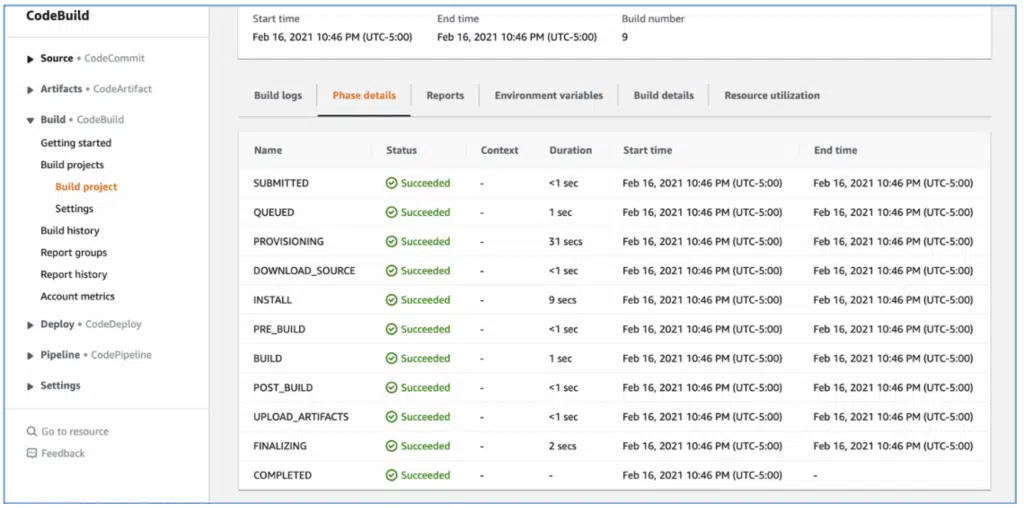 CodeBuild
Source • CodeCommit
Artifacts • CodeArtifact
Build • CodeBuild
Getting started
Build projects
Build project
Settings
Build history
Report groups
Report history
Account metrics
Deploy • CodeDeploy
Pipeline • CodePipeline
Settings
Go to resource
Feedback
Start time End time Build number
Feb 16, 2021 10:46 PM (UTC-5:00) Feb 16, 2021 10:46 PM (UTC-5:00) 9
Build logs Phase details Reports Environment variables Build details Resource utilization
Name Status Context Duration Start time End time
SUBMITTED Succeeded - <1 sec Feb 16, 2021 10:46 PM (UTC-5:00) Feb 16, 2021 10:46 PM (UTC-5:00)
QUEUED Succeeded - 1 sec Feb 16, 2021 10:46 PM (UTC-5:00) Feb 16, 2021 10:46 PM (UTC-5:00)
PROVISIONING Succeeded - 31 secs Feb 16, 2021 10:46 PM (UTC-5:00) Feb 16, 2021 10:46 PM (UTC-5:00)
DOWNLOAD_SOURCE Succeeded - <1 sec Feb 16, 2021 10:46 PM (UTC-5:00) Feb 16, 2021 10:46 PM (UTC-5:00)
INSTALL Succeeded - 9 secs Feb 16, 2021 10:46 PM (UTC-5:00) Feb 16, 2021 10:46 PM (UTC-5:00)
PRE_BUILD Succeeded - <1 sec Feb 16, 2021 10:46 PM (UTC-5:00) Feb 16, 2021 10:46 PM (UTC-5:00)
BUILD Succeeded - 1 sec Feb 16, 2021 10:46 PM (UTC-5:00) Feb 16, 2021 10:46 PM (UTC-5:00)
POST_BUILD Succeeded - <1 sec Feb 16, 2021 10:46 PM (UTC-5:00) Feb 16, 2021 10:46 PM (UTC-5:00)
UPLOAD_ARTIFACTS Succeeded - <1 sec Feb 16, 2021 10:46 PM (UTC-5:00) Feb 16, 2021 10:46 PM (UTC-5:00)
FINALIZING Succeeded - 2 secs Feb 16, 2021 10:46 PM (UTC-5:00) Feb 16, 2021 10:46 PM (UTC-5:00)
COMPLETED Succeeded - - Feb 16, 2021 10:46 PM (UTC-5:00) -